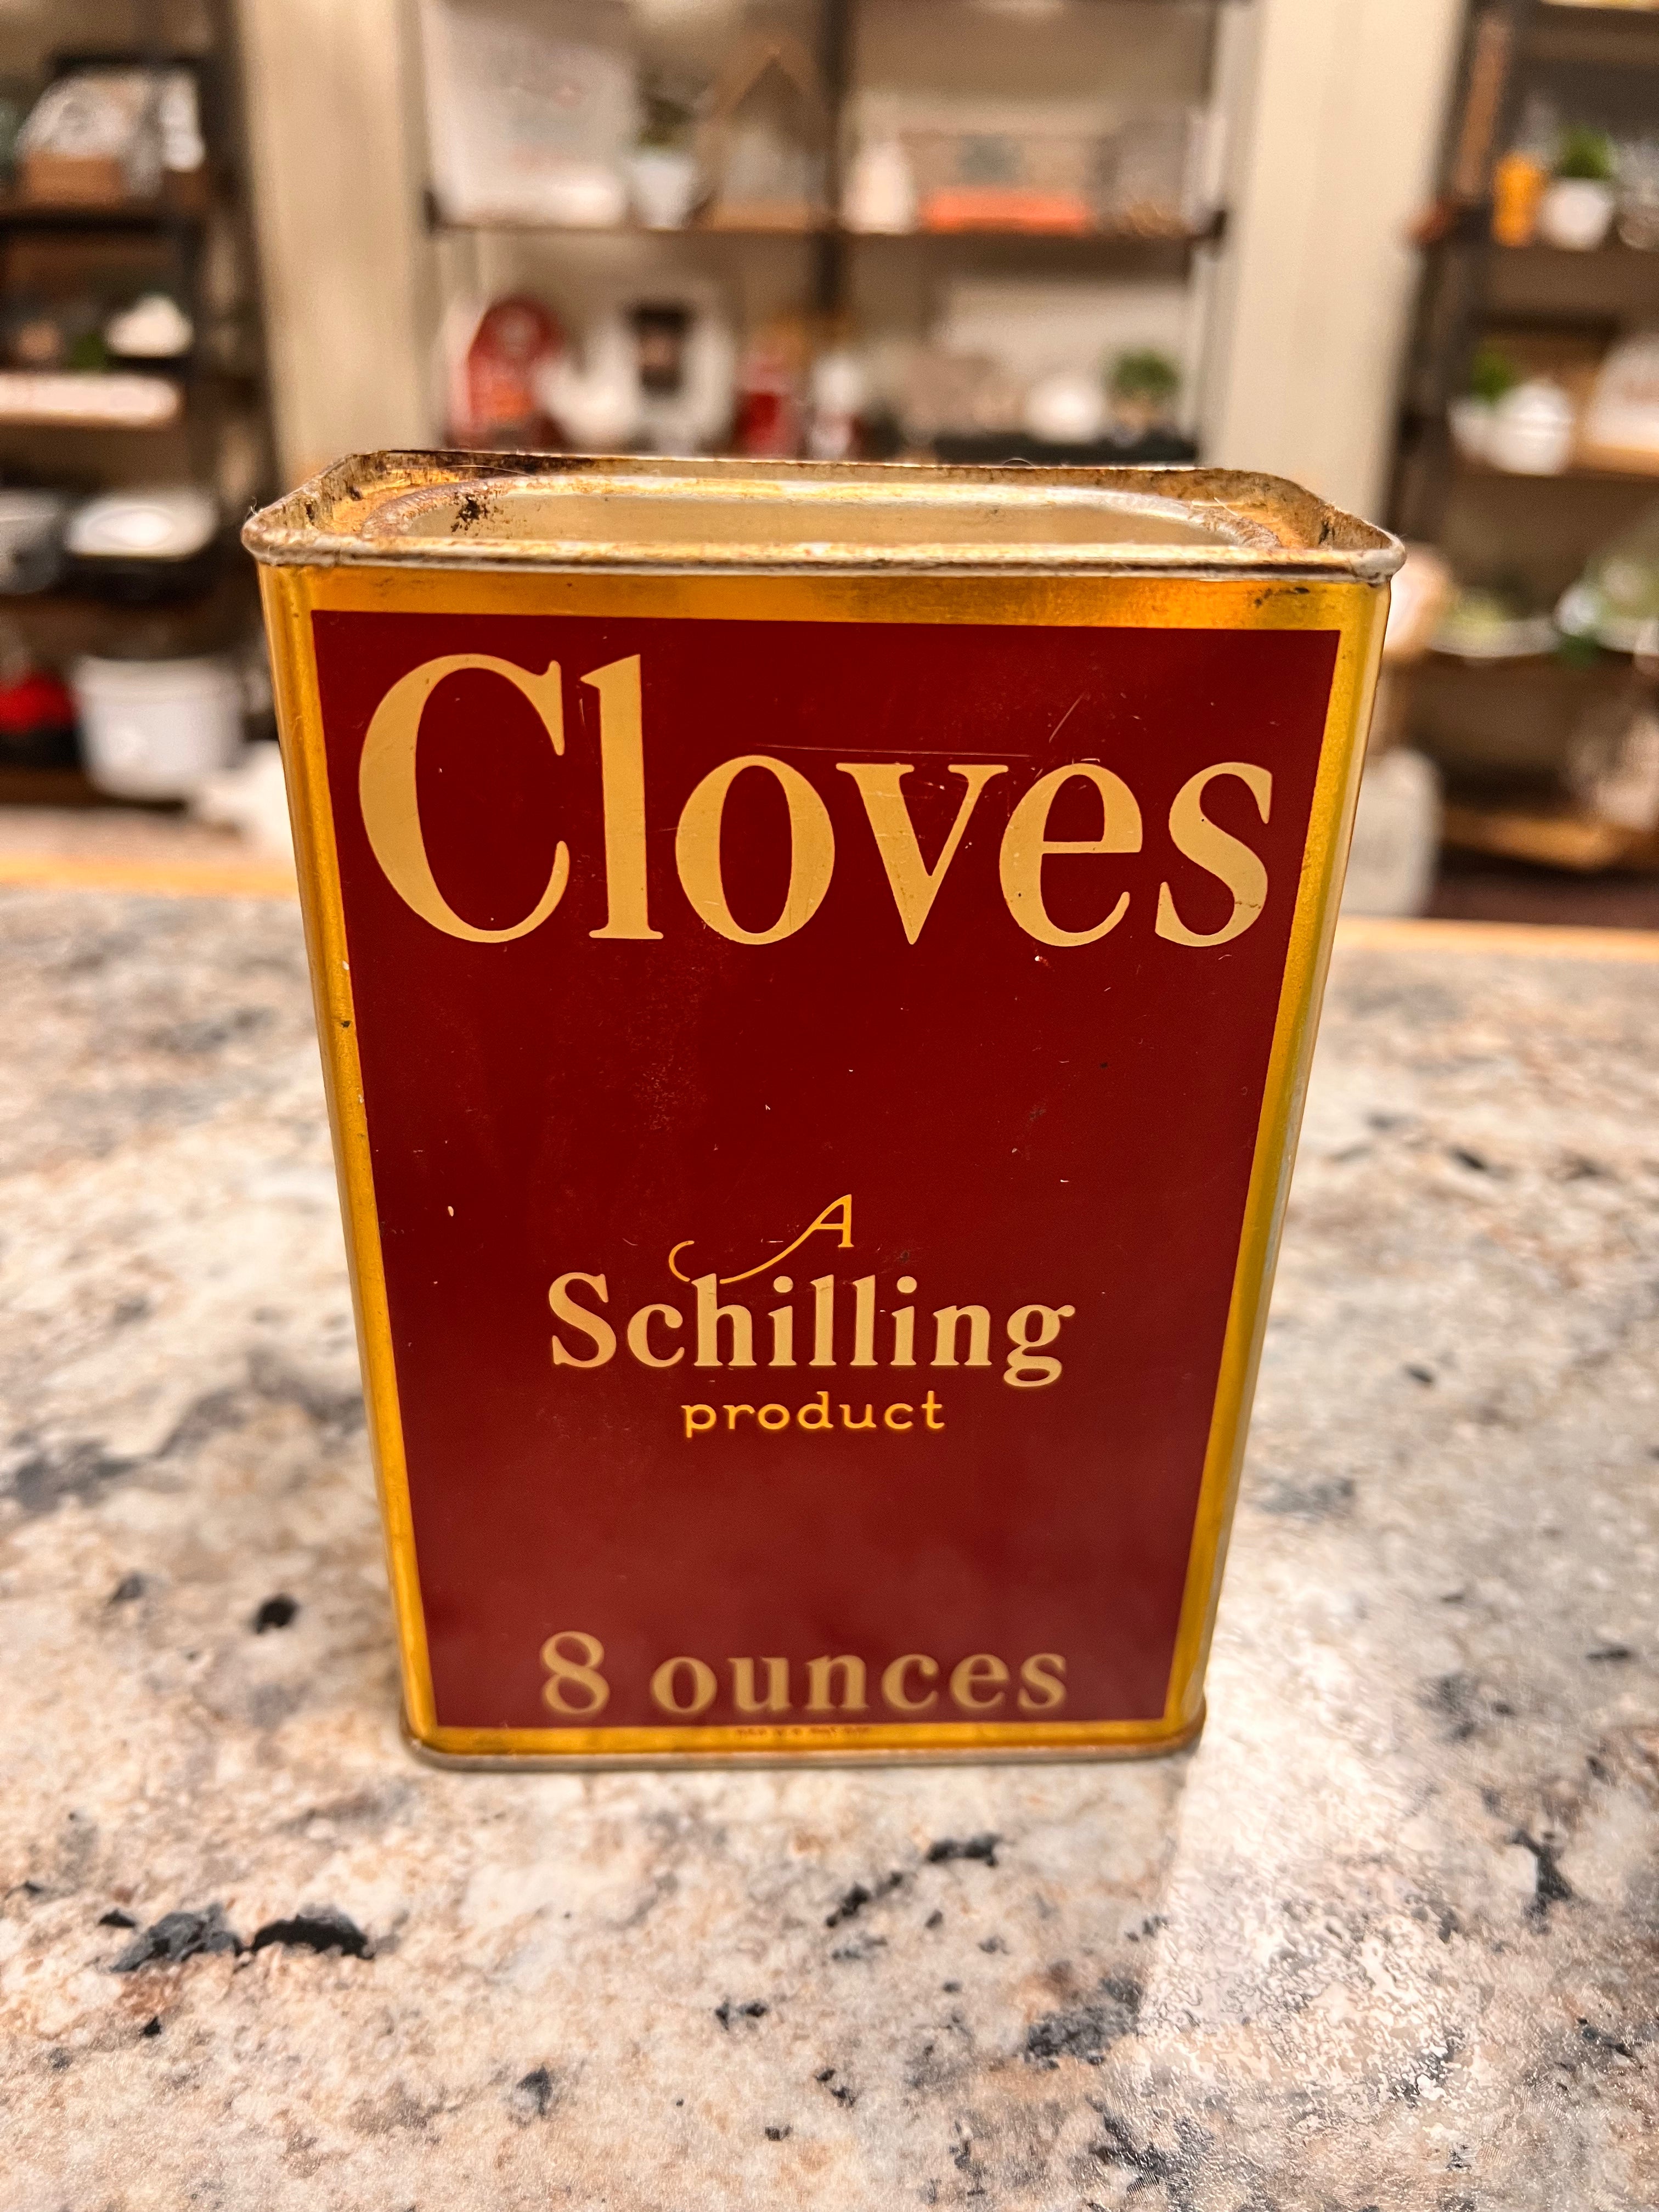 Cloves
A
Schilling
product
8 ounces